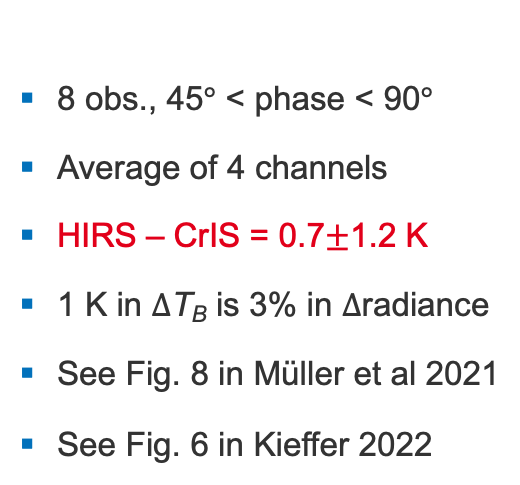 ▪ 8 obs., 45° < phase < 90°
▪ Average of 4 channels
▪ HIRS – CrIS = 0.7±1.2 K
▪ 1 K in ΔT_B is 3% in Δradiance
▪ See Fig. 8 in Müller et al 2021
▪ See Fig. 6 in Kieffer 2022